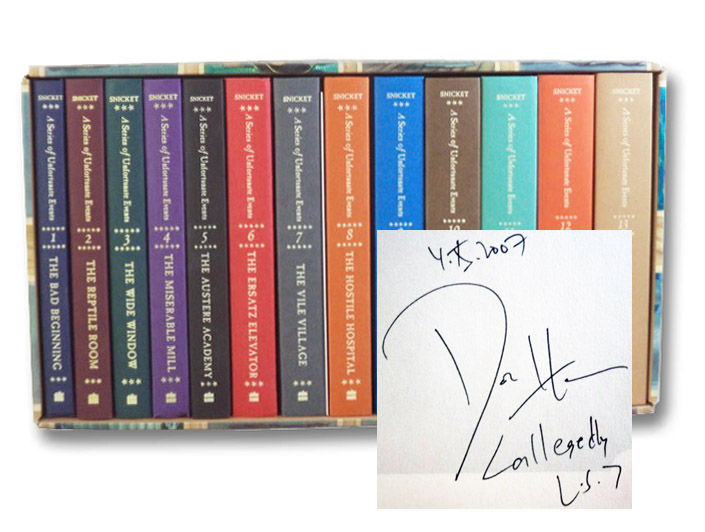 SNICKET
A Series of Unfortunate Events
1
THE BAD BEGINNING
SNICKET
A Series of Unfortunate Events
2
THE REPTILE ROOM
SNICKET
A Series of Unfortunate Events
3
THE WIDE WINDOW
SNICKET
A Series of Unfortunate Events
4
THE MISERABLE MILL
SNICKET
A Series of Unfortunate Events
5
THE AUSTERE ACADEMY
SNICKET
A Series of Unfortunate Events
6
THE ERSATZ ELEVATOR
SNICKET
A Series of Unfortunate Events
7
THE VILE VILLAGE
SNICKET
A Series of Unfortunate Events
8
THE HOSTILE HOSPITAL
SNICKET
A Series of Unfortunate Events
SNICKET
A Series of Unfortunate Events
SNICKET
A Series of Unfortunate Events
SNICKET
A Series of Unfortunate Events
12
SNICKET
A Series of Unfortunate Events
2007
allegedly
L.S.